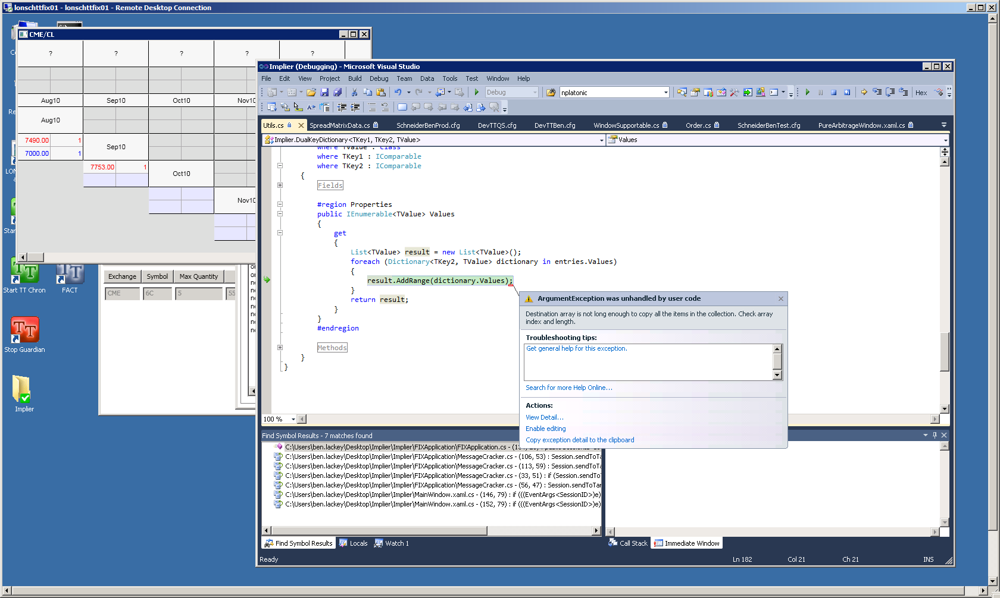 lonschttfix01 - lonschttfix01 - Remote Desktop Connection
CME/CL
? ? ? ? ?
Aug10 Sep10 Oct10 Nov10
Aug10
7490.00 1
7000.00 1
Sep10
7753.00 1
Oct10
Nov10
Start TT Chron
FACT
Stop Guardian
Implier
Exchange Symbol Max Quantity
CME 6C 5 55
Implier (Debugging) - Microsoft Visual Studio
File Edit View Project Build Debug Team Data Tools Test Window Help
Debug nplatonic Hex
Utils.cs SpreadMatrixData.cs SchneiderBenProd.cfg DevTTQS.cfg DevTTBen.cfg WindowSupportable.cs Order.cs SchneiderBenTest.cfg PureArbitrageWindow.xaml.cs
Implier.DualKeyDictionary<TKey1, TKey2, TValue> Values
where TValue : class
where TKey1 : IComparable
where TKey2 : IComparable
{
Fields
#region Properties
public IEnumerable<TValue> Values
{
get
{
List<TValue> result = new List<TValue>();
foreach (Dictionary<TKey2, TValue> dictionary in entries.Values)
{
result.AddRange(dictionary.Values);
}
return result;
}
}
#endregion
Methods
}
}
ArgumentException was unhandled by user code
Destination array is not long enough to copy all the items in the collection. Check array
index and length.
Troubleshooting tips:
Get general help for this exception.
Search for more Help Online...
Actions:
View Detail...
Enable editing
Copy exception detail to the clipboard
100 %
Find Symbol Results - 7 matches found
C:\Users\ben.lackey\Desktop\Implier\Implier\FIXApplication\FIXApplication.cs
C:\Users\ben.lackey\Desktop\Implier\Implier\FIXApplication\MessageCracker.cs - (106, 53) : Session.sendToTa
C:\Users\ben.lackey\Desktop\Implier\Implier\FIXApplication\MessageCracker.cs - (113, 59) : Session.sendToTa
C:\Users\ben.lackey\Desktop\Implier\Implier\FIXApplication\MessageCracker.cs - (33, 51) : if (Session.sendTo
C:\Users\ben.lackey\Desktop\Implier\Implier\FIXApplication\MessageCracker.cs - (56, 47) : Session.sendToTar
C:\Users\ben.lackey\Desktop\Implier\Implier\MainWindow.xaml.cs - (146, 79) : if (((EventArgs<SessionID>)e)
C:\Users\ben.lackey\Desktop\Implier\Implier\MainWindow.xaml.cs - (152, 79) : if (((EventArgs<SessionID>)e)
Find Symbol Results Locals Watch 1 Call Stack Immediate Window
Ready Ln 182 Col 21 Ch 21 INS